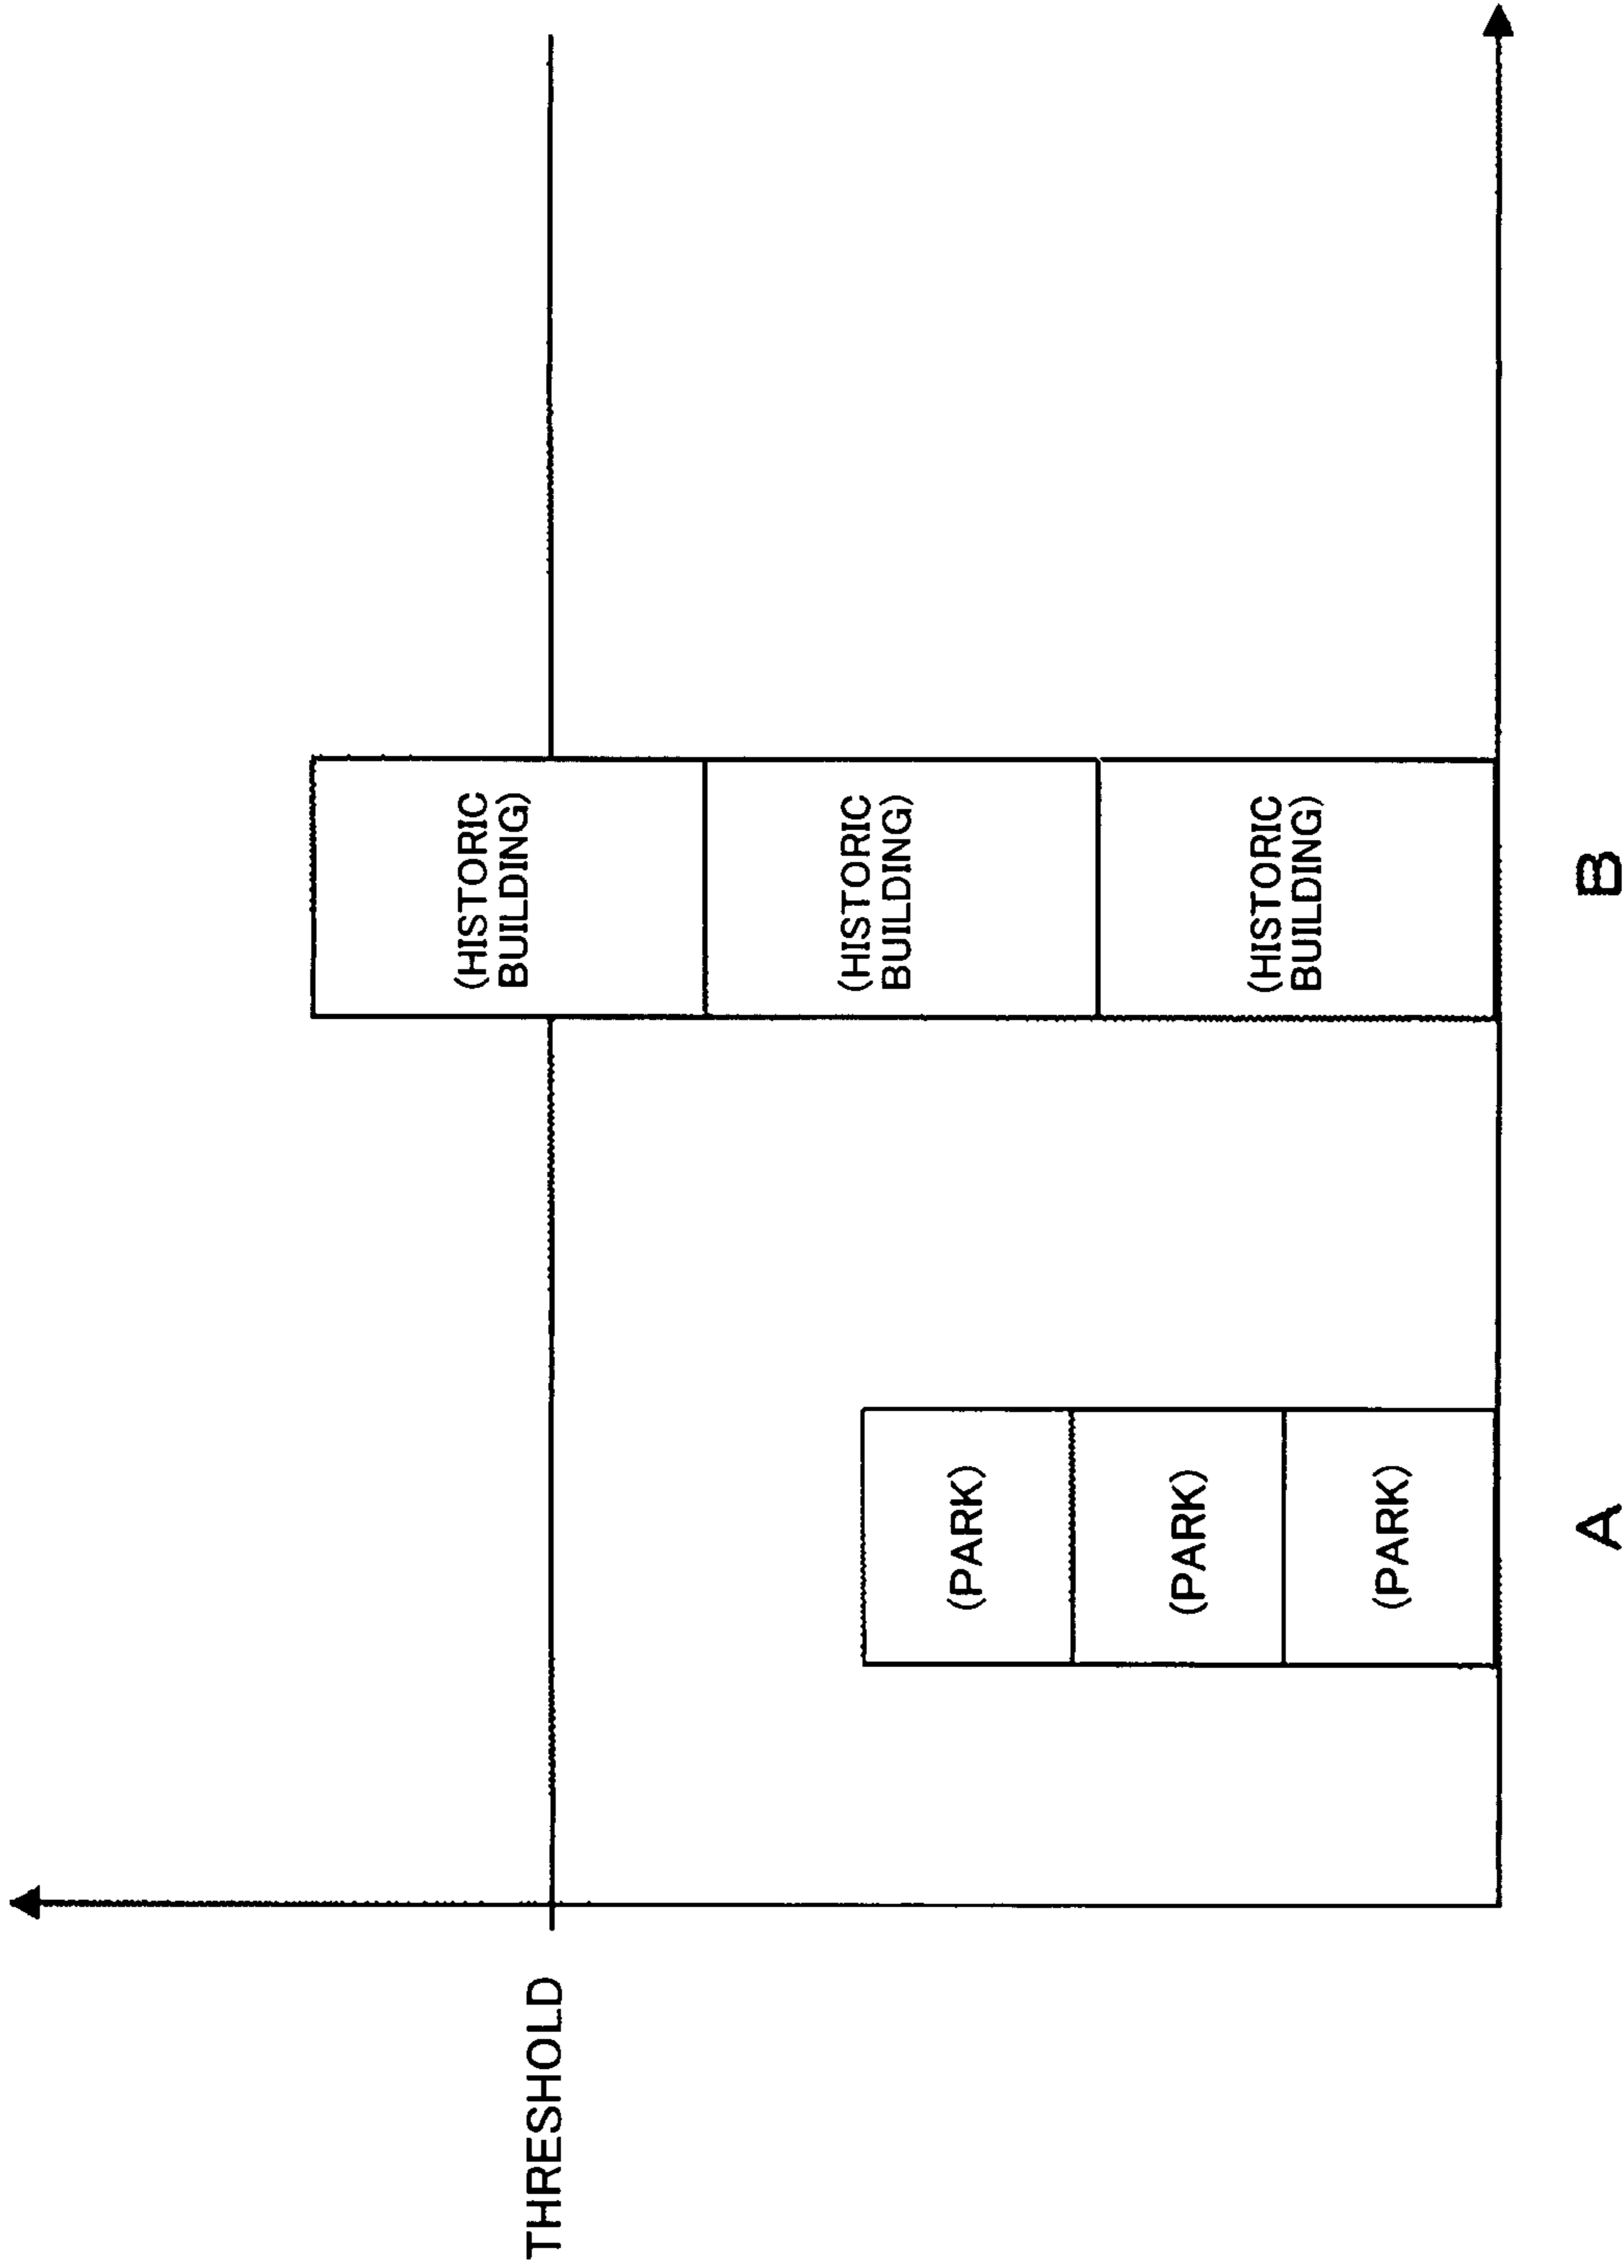 THRESHOLD
(HISTORIC
BUILDING)
(HISTORIC
BUILDING)
(HISTORIC
BUILDING)
(PARK)
(PARK)
(PARK)
A
B